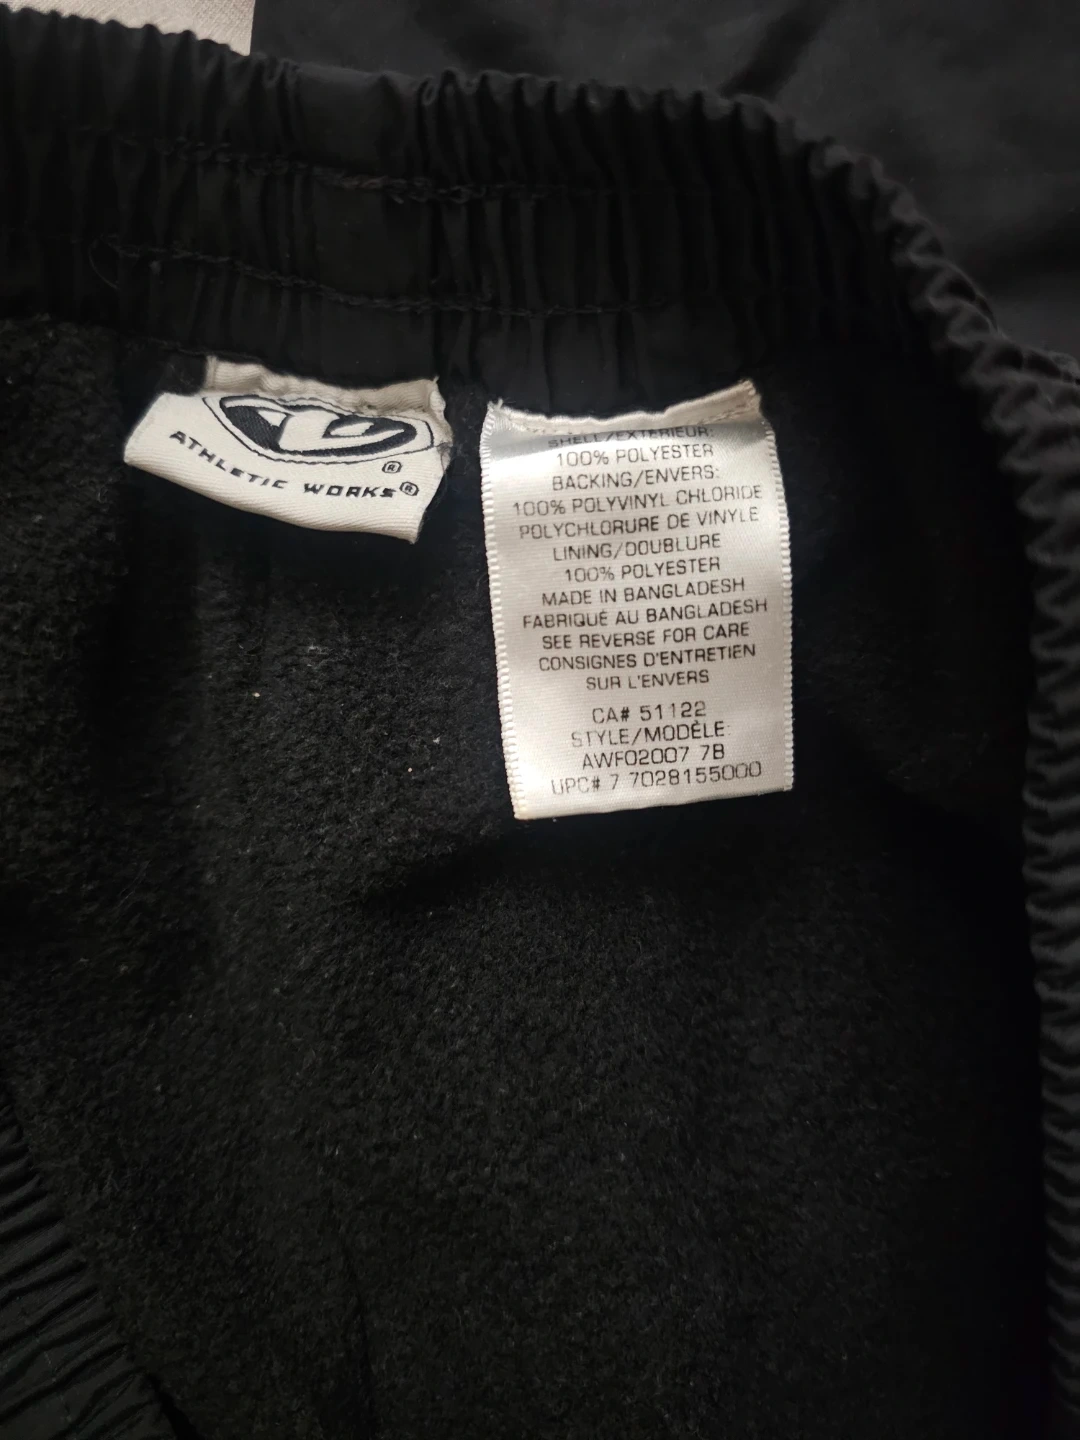 ATHLETIC WORKS®
®
SHELL/EXTERIEUR:
100% POLYESTER
BACKING/ENVERS:
100% POLYVINYL CHLORIDE
POLYCHLORURE DE VINYLE
LINING/DOUBLURE
100% POLYESTER
MADE IN BANGLADESH
FABRIQUÉ AU BANGLADESH
SEE REVERSE FOR CARE
CONSIGNES D'ENTRETIEN
SUR L'ENVERS
CA# 51122
STYLE/MODÈLE:
AWF02007 7B
UPC# 7 7028155000